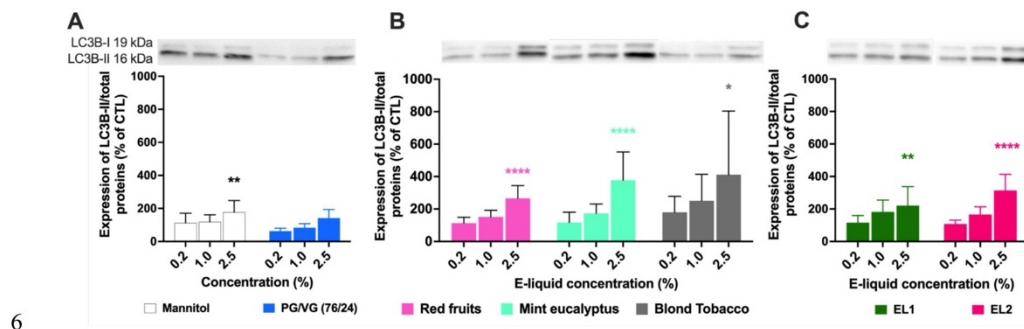 A
B
C
LC3B-I 19 kDa
LC3B-II 16 kDa
Expression of LC3B-II/total
proteins (% of CTL)
1000
800
600
400
200
0
**
0.2 1.0 2.5 0.2 1.0 2.5
Concentration (%)
Mannitol PG/VG (76/24)
Expression of LC3B-II/total
proteins (% of CTL)
1000
800
600
400
200
0
****
****
*
0.2 1.0 2.5 0.2 1.0 2.5 0.2 1.0 2.5
E-liquid concentration (%)
Red fruits Mint eucalyptus Blond Tobacco
Expression of LC3B-II/total
proteins (% of CTL)
1000
800
600
400
200
0
**
****
0.2 1.0 2.5 0.2 1.0 2.5
E-liquid concentration (%)
EL1 EL2
6